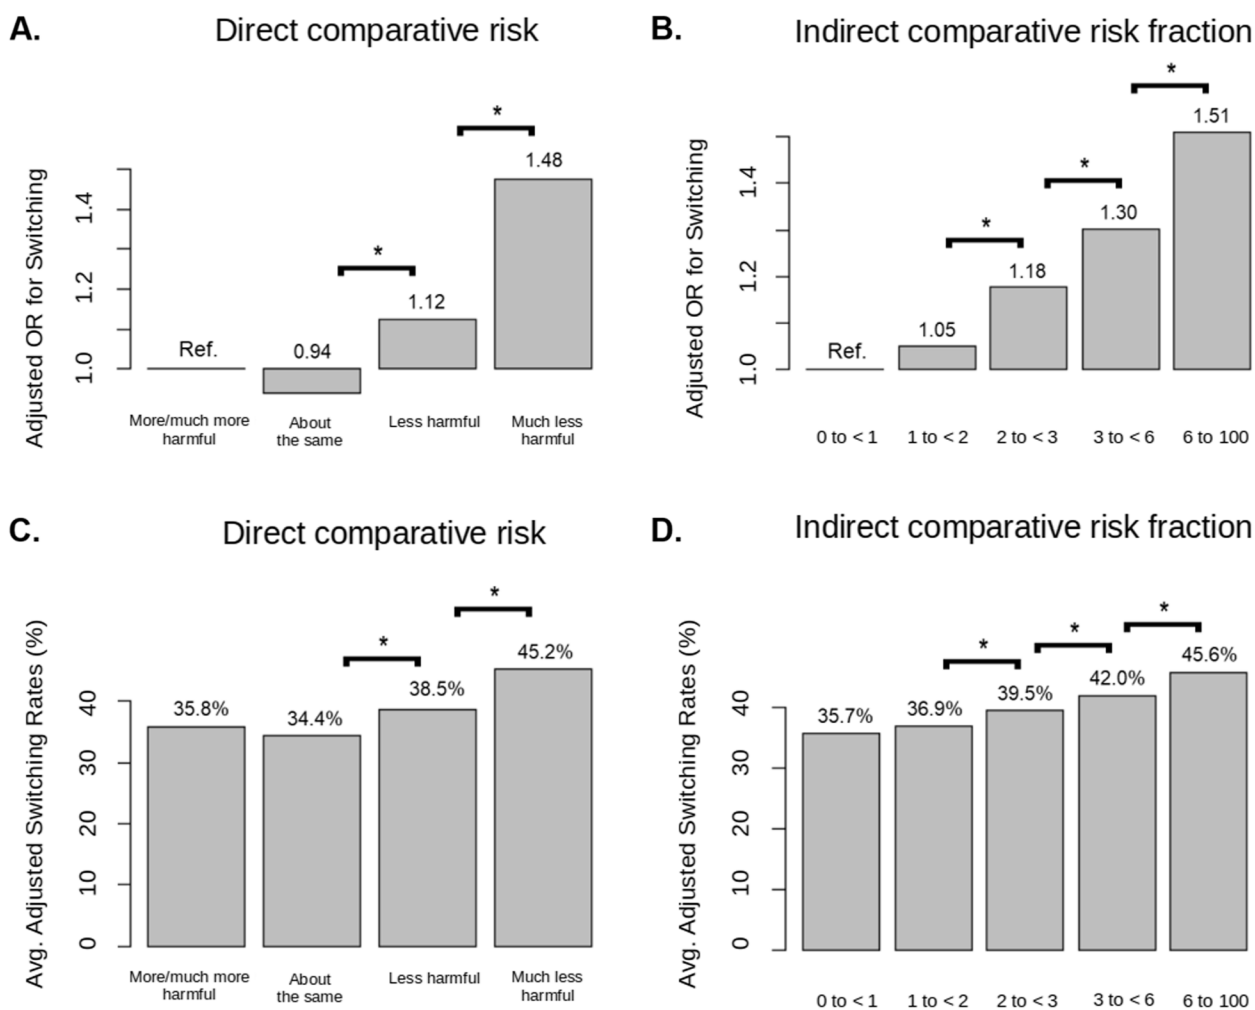 A.
Direct comparative risk
Adjusted OR for Switching
1.0
1.2
1.4
Ref.
0.94
1.12
1.48
*
*
More/much more
harmful
About
the same
Less harmful
Much less
harmful
B.
Indirect comparative risk fraction
Adjusted OR for Switching
1.0
1.2
1.4
Ref.
1.05
1.18
1.30
1.51
*
*
*
0 to < 1
1 to < 2
2 to < 3
3 to < 6
6 to 100
C.
Direct comparative risk
Avg. Adjusted Switching Rates (%)
0
10
20
30
40
35.8%
34.4%
38.5%
45.2%
*
*
More/much more
harmful
About
the same
Less harmful
Much less
harmful
D.
Indirect comparative risk fraction
Avg. Adjusted Switching Rates (%)
0
10
20
30
40
35.7%
36.9%
39.5%
42.0%
45.6%
*
*
*
0 to < 1
1 to < 2
2 to < 3
3 to < 6
6 to 100